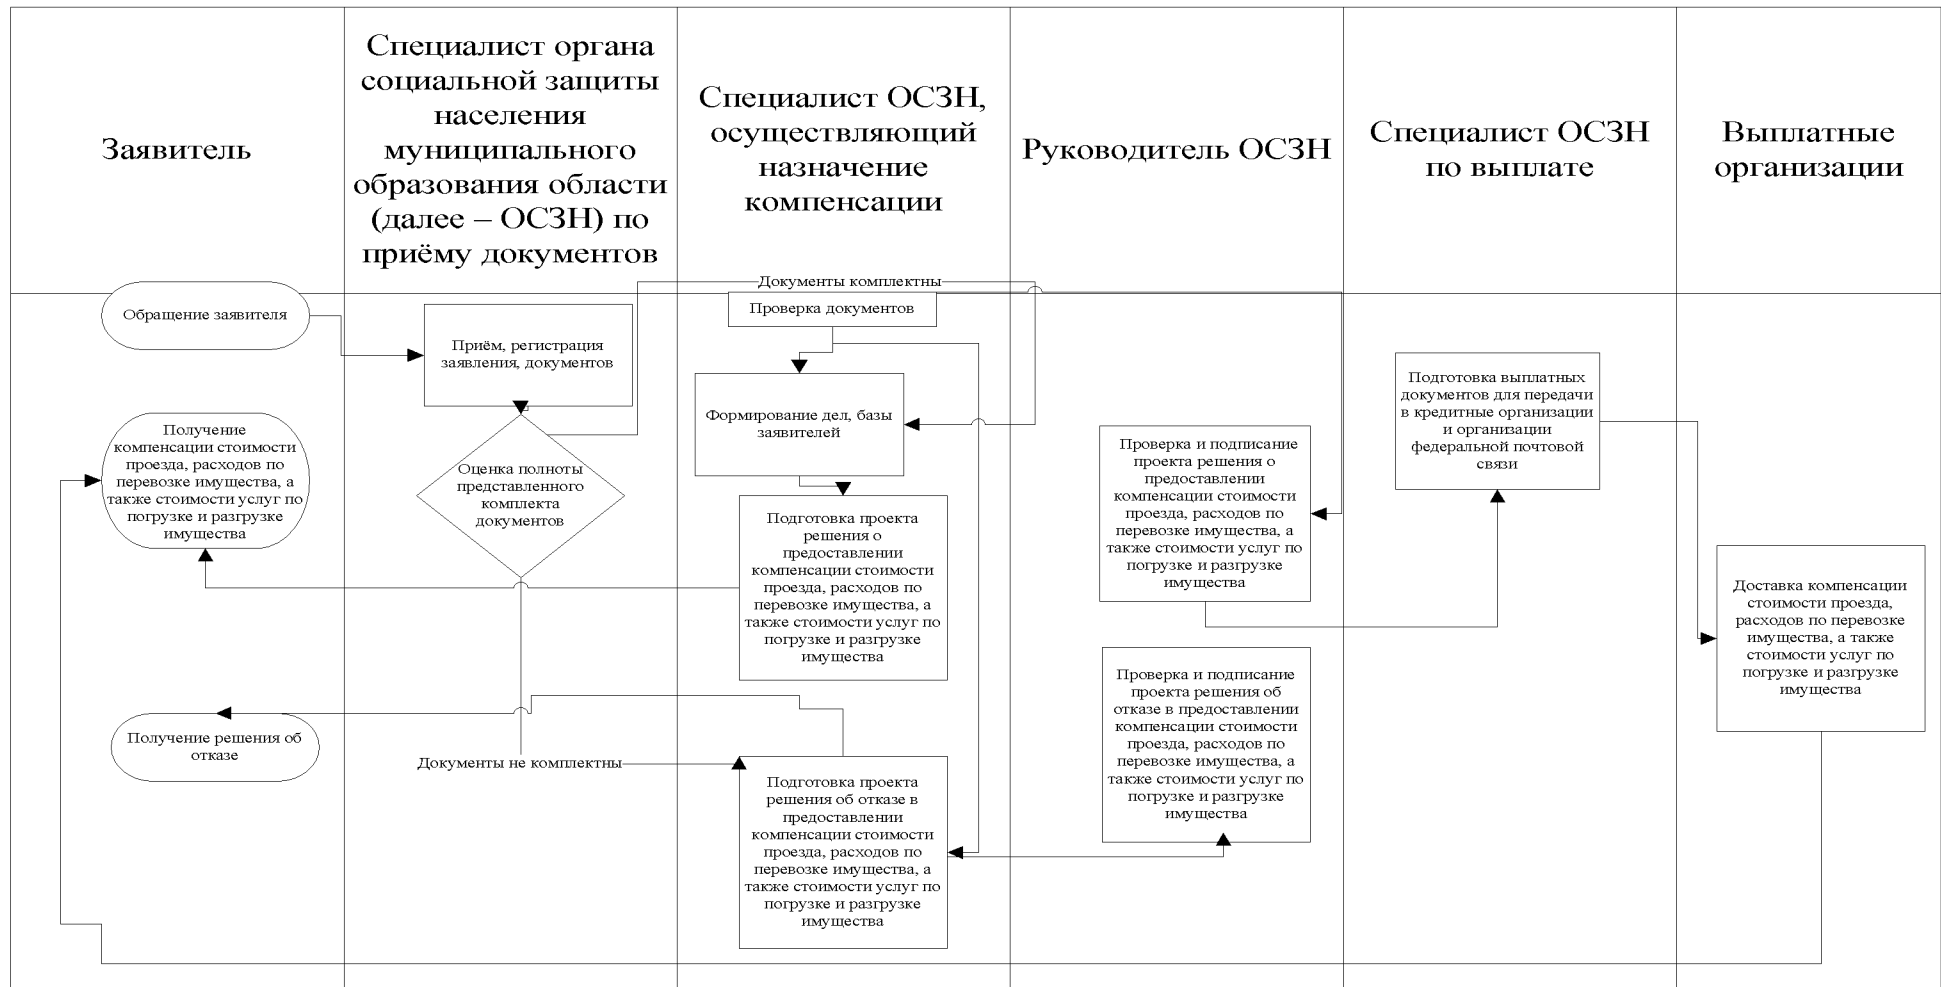 Заявитель
Специалист органа
социальной защиты
населения
муниципального
образования области
(далее – ОСЗН) по
приёму документов
Специалист ОСЗН,
осуществляющий
назначение
компенсации
Руководитель ОСЗН
Специалист ОСЗН
по выплате
Выплатные
организации
Обращение заявителя
Получение
компенсации стоимости
проезда, расходов по
перевозке имущества, а
также стоимости услуг по
погрузке и разгрузке
имущества
Получение решения об
отказе
Приём, регистрация
заявления, документов
Оценка полноты
представленного
комплекта
документов
Документы не комплектны
Документы комплектны
Проверка документов
Формирование дел, базы
заявителей
Подготовка проекта
решения о
предоставлении
компенсации стоимости
проезда, расходов по
перевозке имущества, а
также стоимости услуг по
погрузке и разгрузке
имущества
Подготовка проекта
решения об отказе в
предоставлении
компенсации стоимости
проезда, расходов по
перевозке имущества, а
также стоимости услуг по
погрузке и разгрузке
имущества
Проверка и подписание
проекта решения о
предоставлении
компенсации стоимости
проезда, расходов по
перевозке имущества, а
также стоимости услуг по
погрузке и разгрузке
имущества
Проверка и подписание
проекта решения об
отказе в предоставлении
компенсации стоимости
проезда, расходов по
перевозке имущества, а
также стоимости услуг по
погрузке и разгрузке
имущества
Подготовка выплатных
документов для передачи
в кредитные организации
и организации
федеральной почтовой
связи
Доставка компенсации
стоимости проезда,
расходов по перевозке
имущества, а также
стоимости услуг по
погрузке и разгрузке
имущества